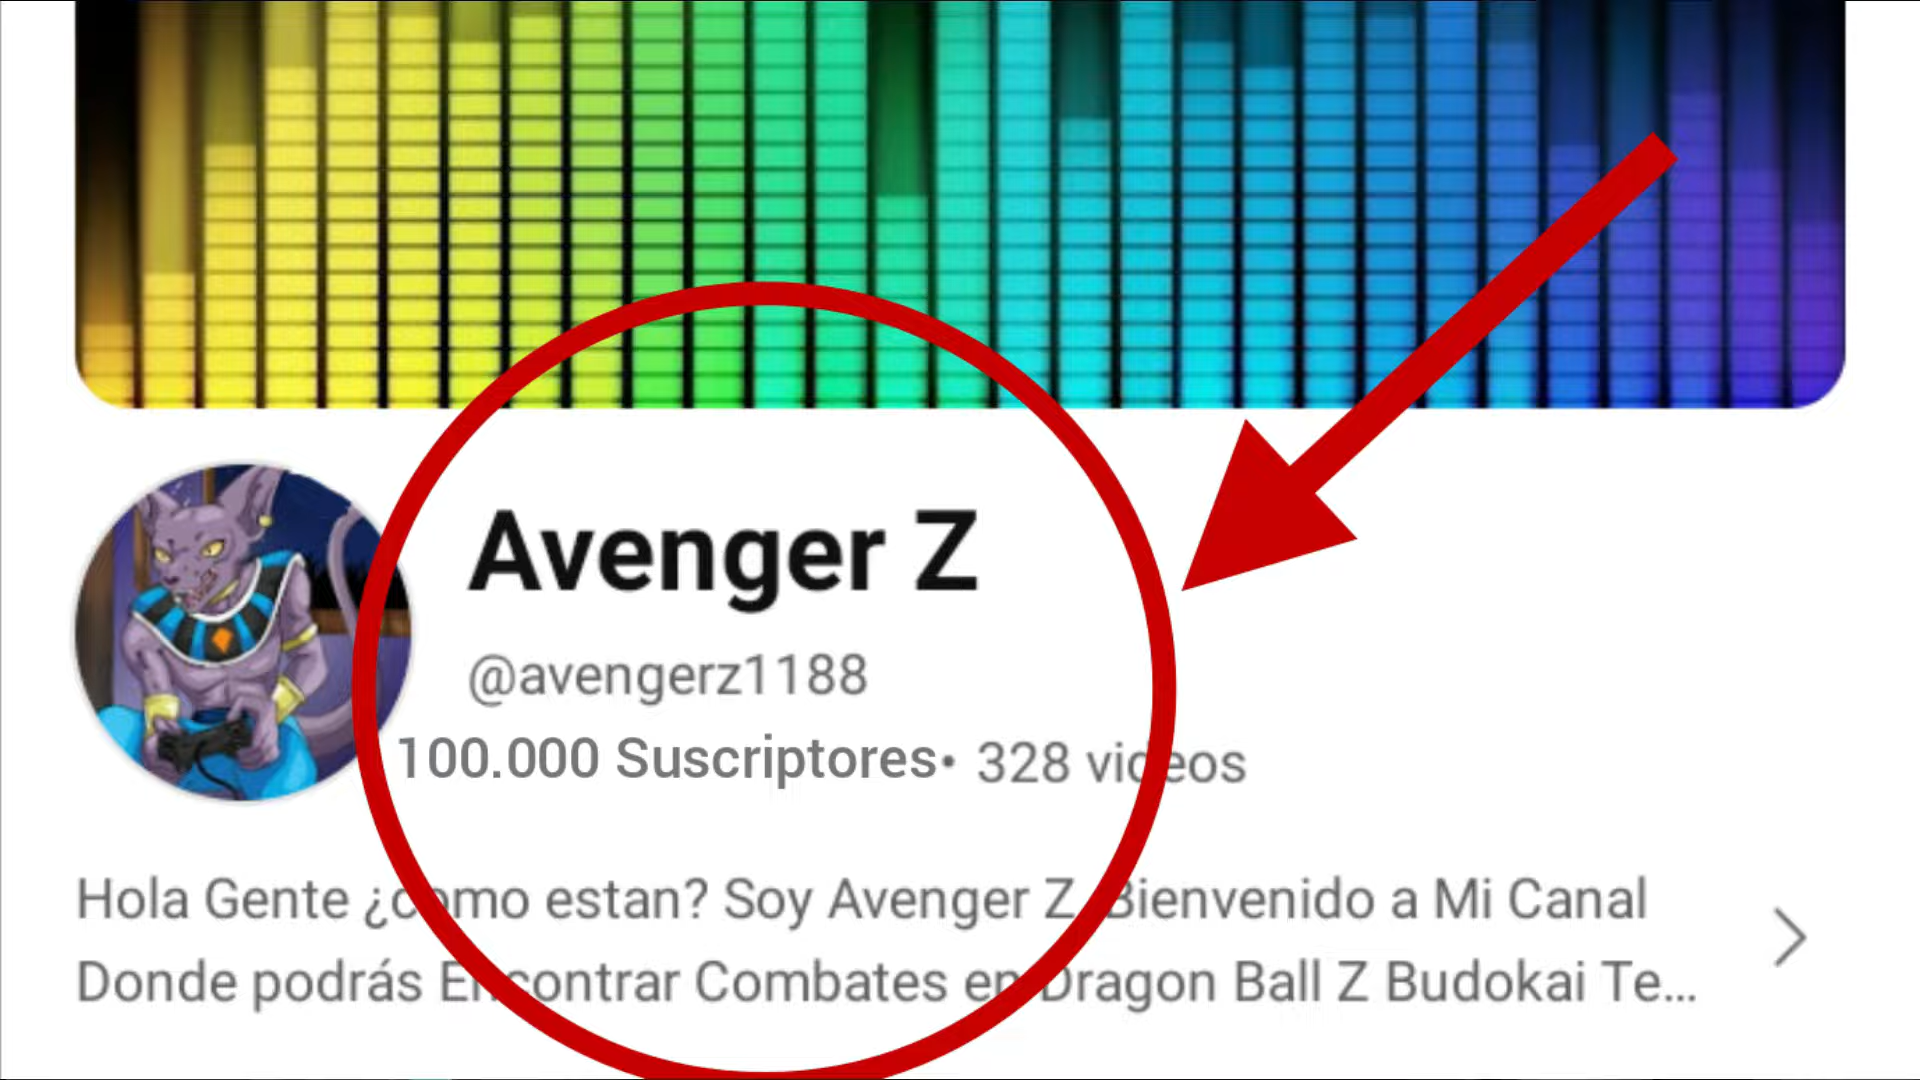 Avenger Z
@avengerz1188
100.000 Suscriptores• 328 videos
Hola Gente ¿como estan? Soy Avenger Z, Bienvenido a Mi Canal
Donde podrás Encontrar Combates en Dragon Ball Z Budokai Te...